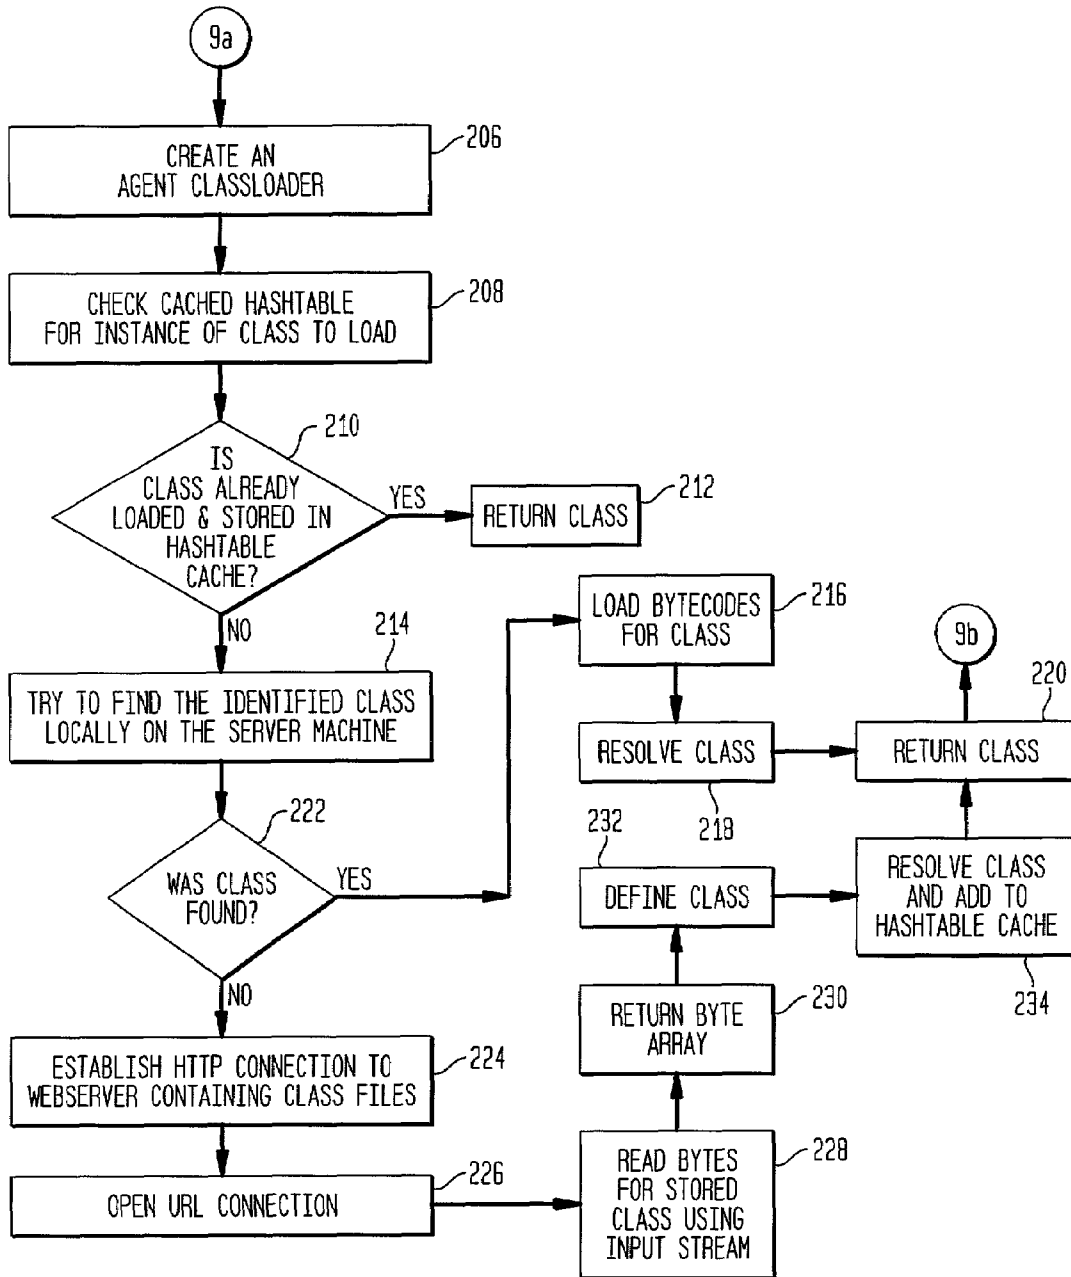 9a
CREATE AN
AGENT CLASSLOADER
206
CHECK CACHED HASHTABLE
FOR INSTANCE OF CLASS TO LOAD
208
IS
CLASS ALREADY
LOADED & STORED IN
HASHTABLE
CACHE?
210
YES
RETURN CLASS
212
NO
TRY TO FIND THE IDENTIFIED CLASS
LOCALLY ON THE SERVER MACHINE
214
WAS CLASS
FOUND?
222
YES
LOAD BYTECODES
FOR CLASS
216
RESOLVE CLASS
218
9b
RETURN CLASS
220
NO
ESTABLISH HTTP CONNECTION TO
WEBSERVER CONTAINING CLASS FILES
224
OPEN URL CONNECTION
226
READ BYTES
FOR STORED
CLASS USING
INPUT STREAM
228
RETURN BYTE
ARRAY
230
DEFINE CLASS
232
RESOLVE CLASS
AND ADD TO
HASHTABLE CACHE
234